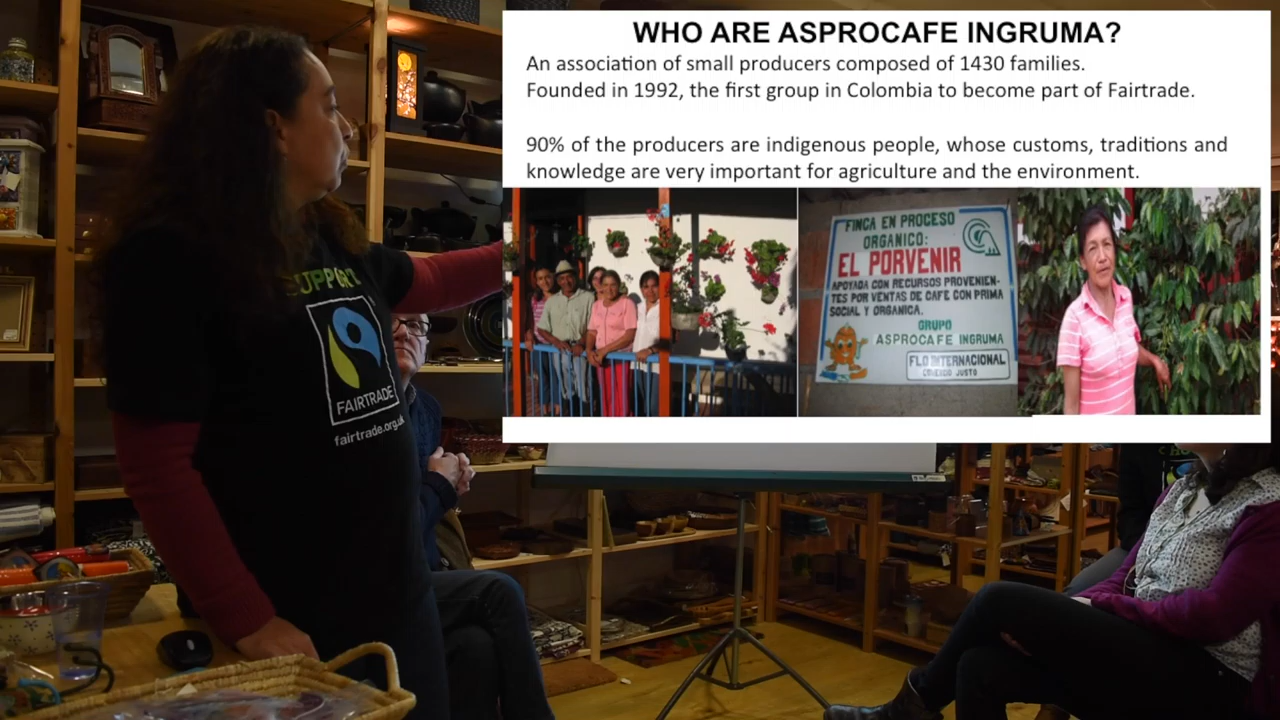 WHO ARE ASPROCAFE INGRUMA?
An association of small producers composed of 1430 families.
Founded in 1992, the first group in Colombia to become part of Fairtrade.
90% of the producers are indigenous people, whose customs, traditions and
knowledge are very important for agriculture and the environment.
FINCA EN PROCESO
ORGANICO:
EL PORVENIR
APOYADA CON RECURSOS PROVENIEN-
TES POR VENTAS DE CAFE CON PRIMA
SOCIAL Y ORGANICA.
GRUPO
ASPROCAFE INGRUMA
FLO INTERNACIONAL
COMERCIO JUSTO
SUPPORT
FAIRTRADE
fairtrade.org.uk